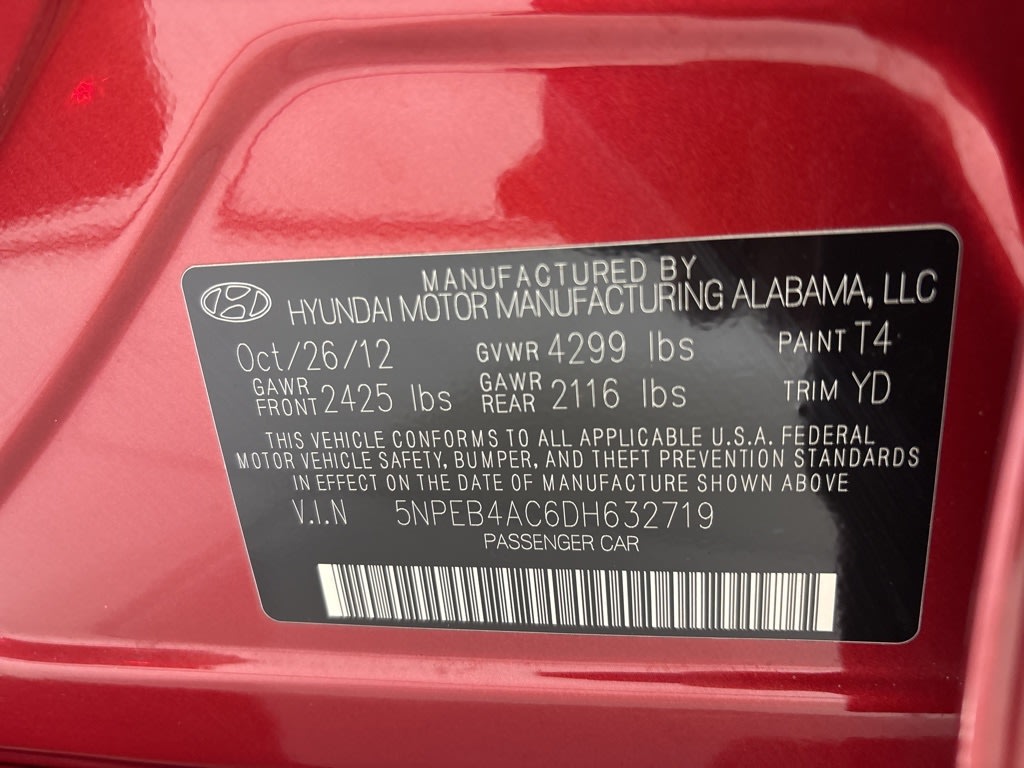 MANUFACTURED BY
HYUNDAI MOTOR MANUFACTURING ALABAMA, LLC
Oct/26/12 GVWR 4299 lbs PAINT T4
GAWR FRONT 2425 lbs GAWR REAR 2116 lbs TRIM YD
THIS VEHICLE CONFORMS TO ALL APPLICABLE U.S.A. FEDERAL
MOTOR VEHICLE SAFETY, BUMPER, AND THEFT PREVENTION STANDARDS
IN EFFECT ON THE DATE OF MANUFACTURE SHOWN ABOVE
V.I.N 5NPEB4AC6DH632719
PASSENGER CAR